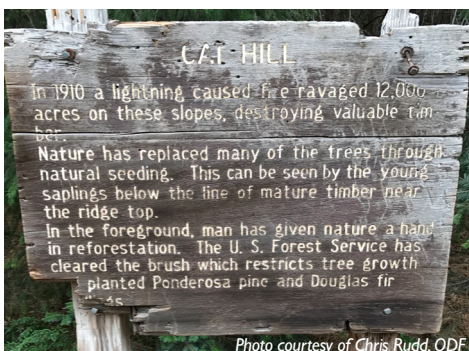 CAT HILL
In 1910 a lightning caused fire ravaged 12,000
acres on these slopes, destroying valuable tim-
ber.
Nature has replaced many of the trees through
natural seeding. This can be seen by the young
saplings below the line of mature timber near
the ridge top.
In the foreground, man has given nature a hand
in reforestation. The U. S. Forest Service has
cleared the brush which restricts tree growth
planted Ponderosa pine and Douglas fir
Photo courtesy of Chris Rudd, ODF